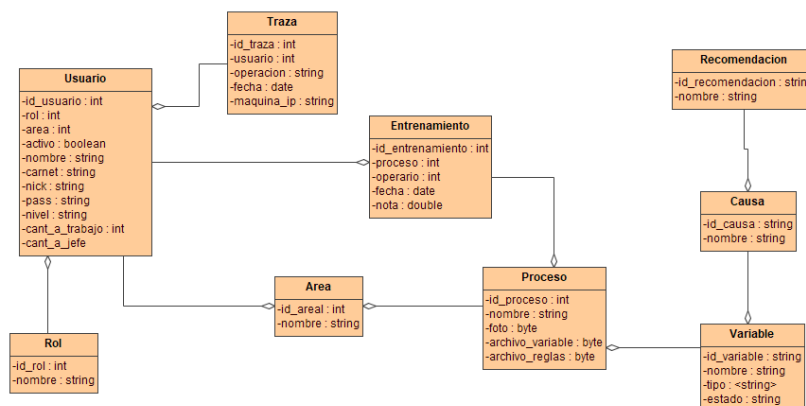 Traza
-id_traza : int
-usuario : int
-operacion : string
-fecha : date
-maquina_ip : string
Usuario
-id_usuario : int
-rol : int
-area : int
-activo : boolean
-nombre : string
-carnet : string
-nick : string
-pass : string
-nivel : string
-cant_a_trabajo : int
-cant_a_jefe
Recomendacion
-id_recomendacion : strin
-nombre : string
Entrenamiento
-id_entrenamiento : int
-proceso : int
-operario : int
-fecha : date
-nota : double
Causa
-id_causa : string
-nombre : string
Area
-id_areal : int
-nombre : string
Proceso
-id_proceso : int
-nombre : string
-foto : byte
-archivo_variable : byte
-archivo_reglas : byte
Rol
-id_rol : int
-nombre : string
Variable
-id_variable : string
-nombre : string
-tipo : <string>
-estado : string